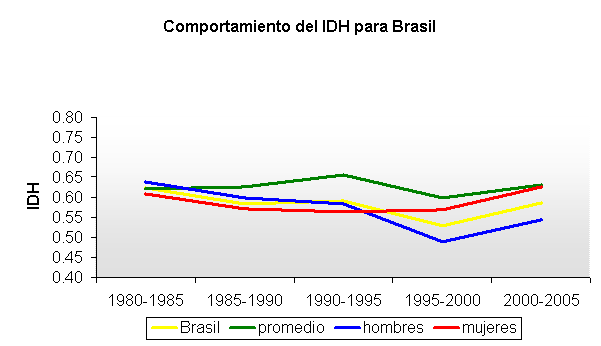 Comportamiento del IDH para Brasil
IDH
0.80
0.75
0.70
0.65
0.60
0.55
0.50
0.45
0.40
1980-1985 1985-1990 1990-1995 1995-2000 2000-2005
Brasil promedio hombres mujeres